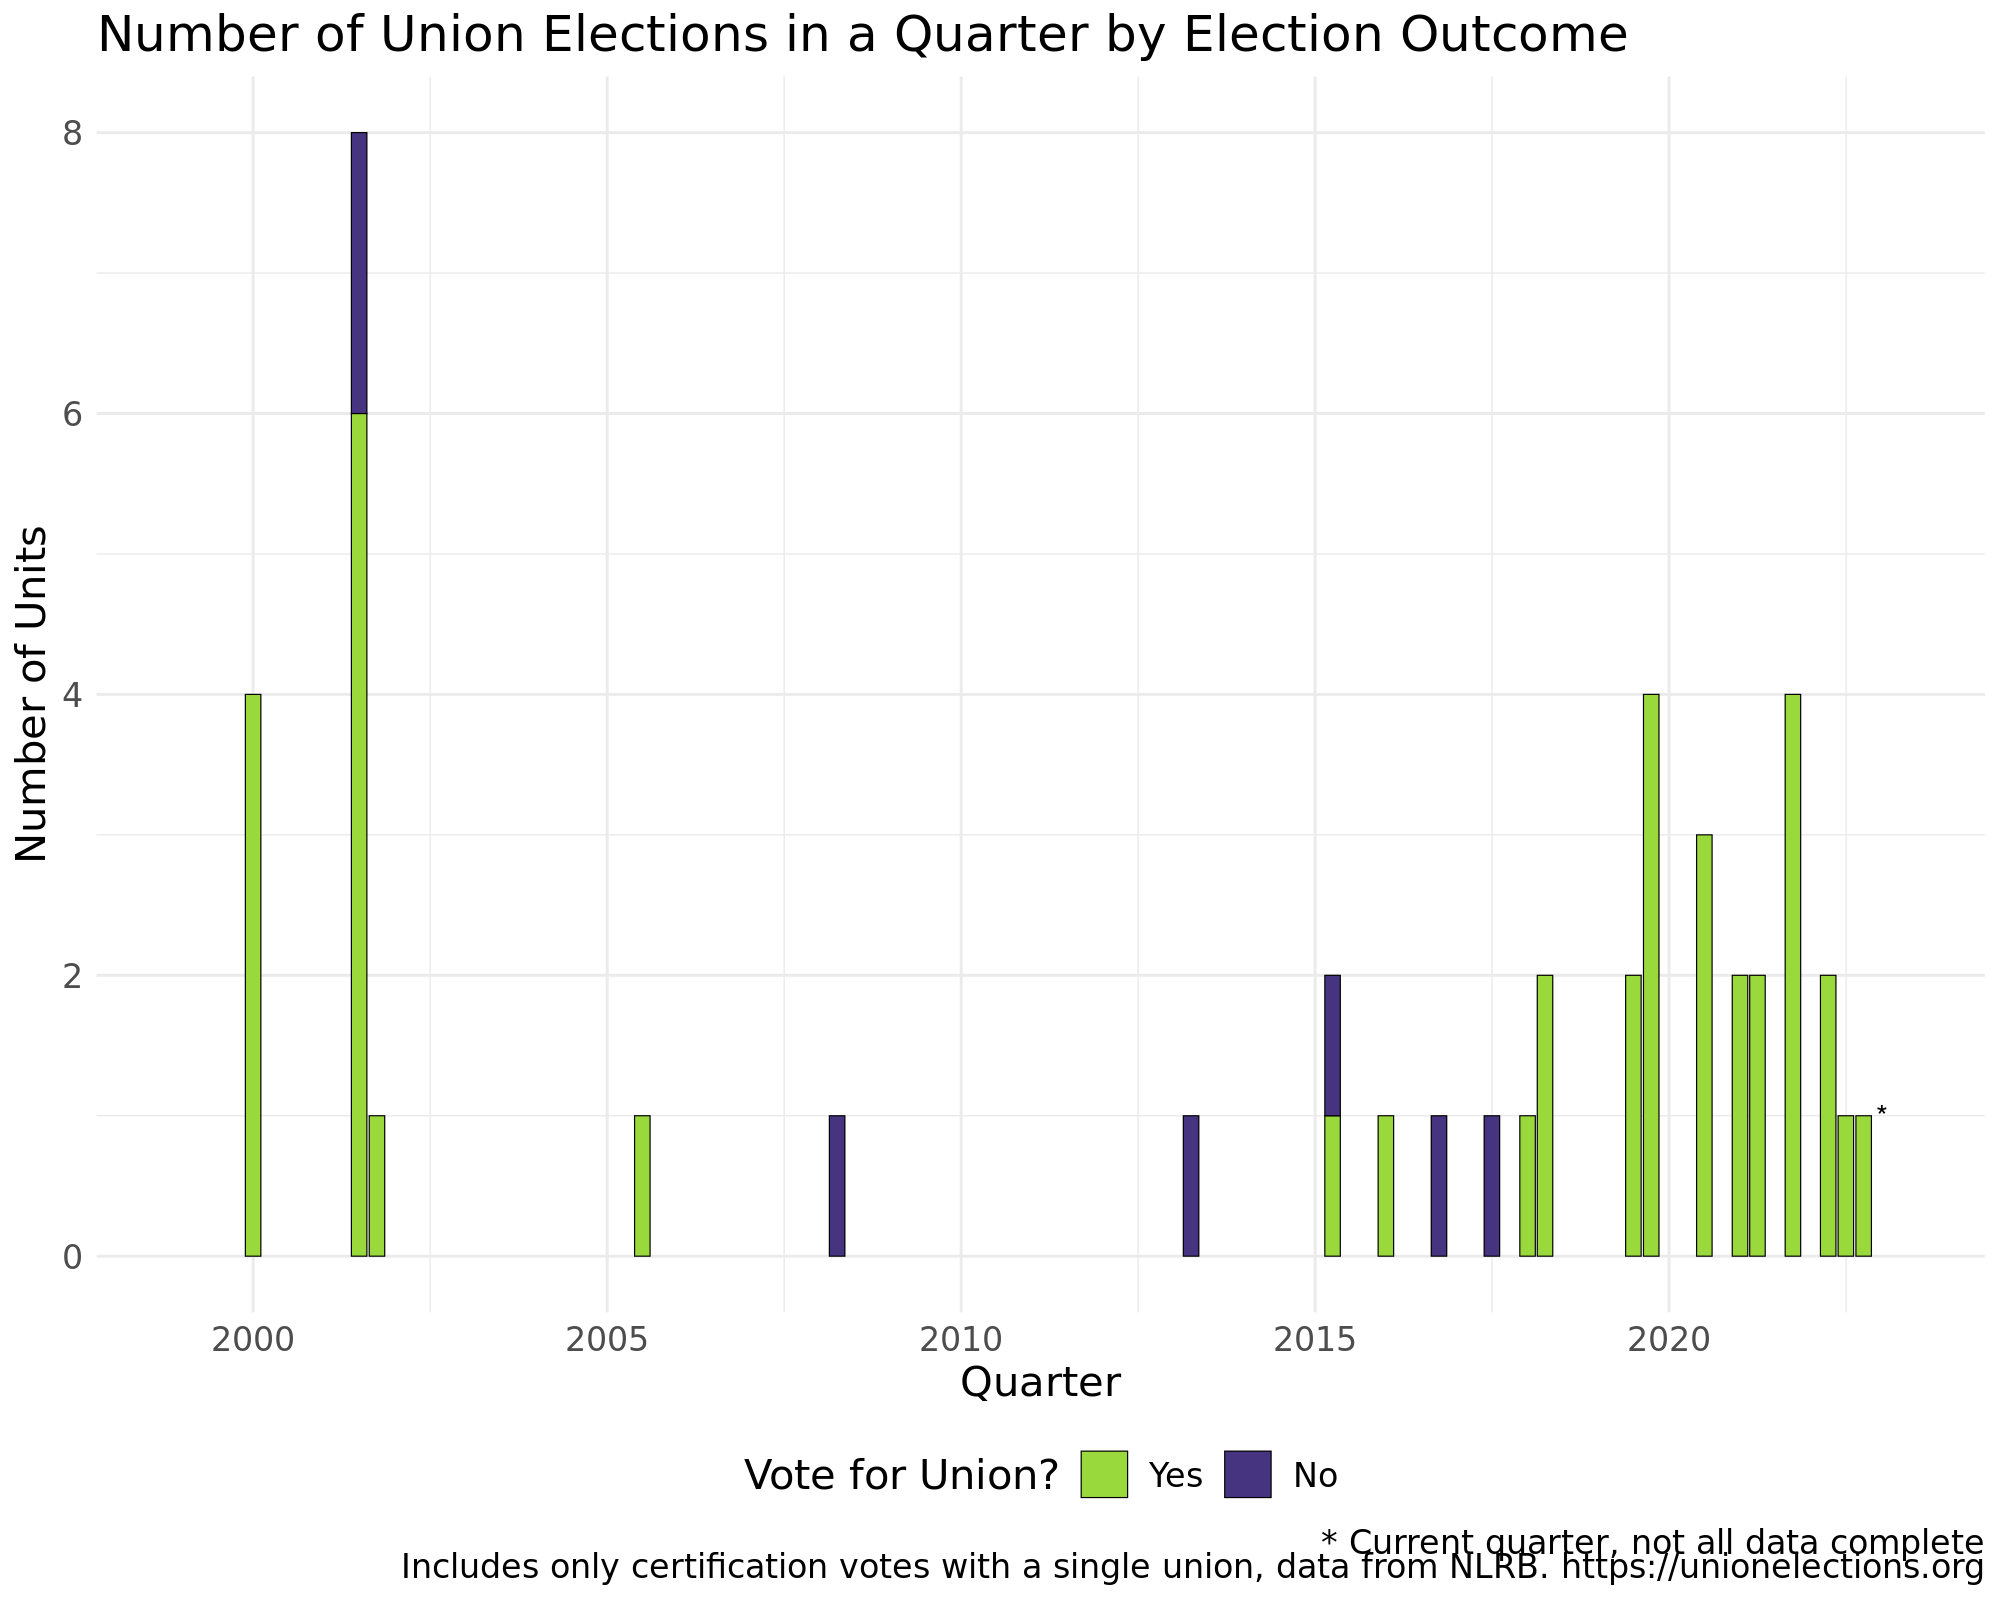 Number of Union Elections in a Quarter by Election Outcome
Number of Units
8
6
4
2
0
*
2000 2005 2010 2015 2020
Quarter
Vote for Union? Yes No
* Current quarter, not all data complete
Includes only certification votes with a single union, data from NLRB. https://unionelections.org